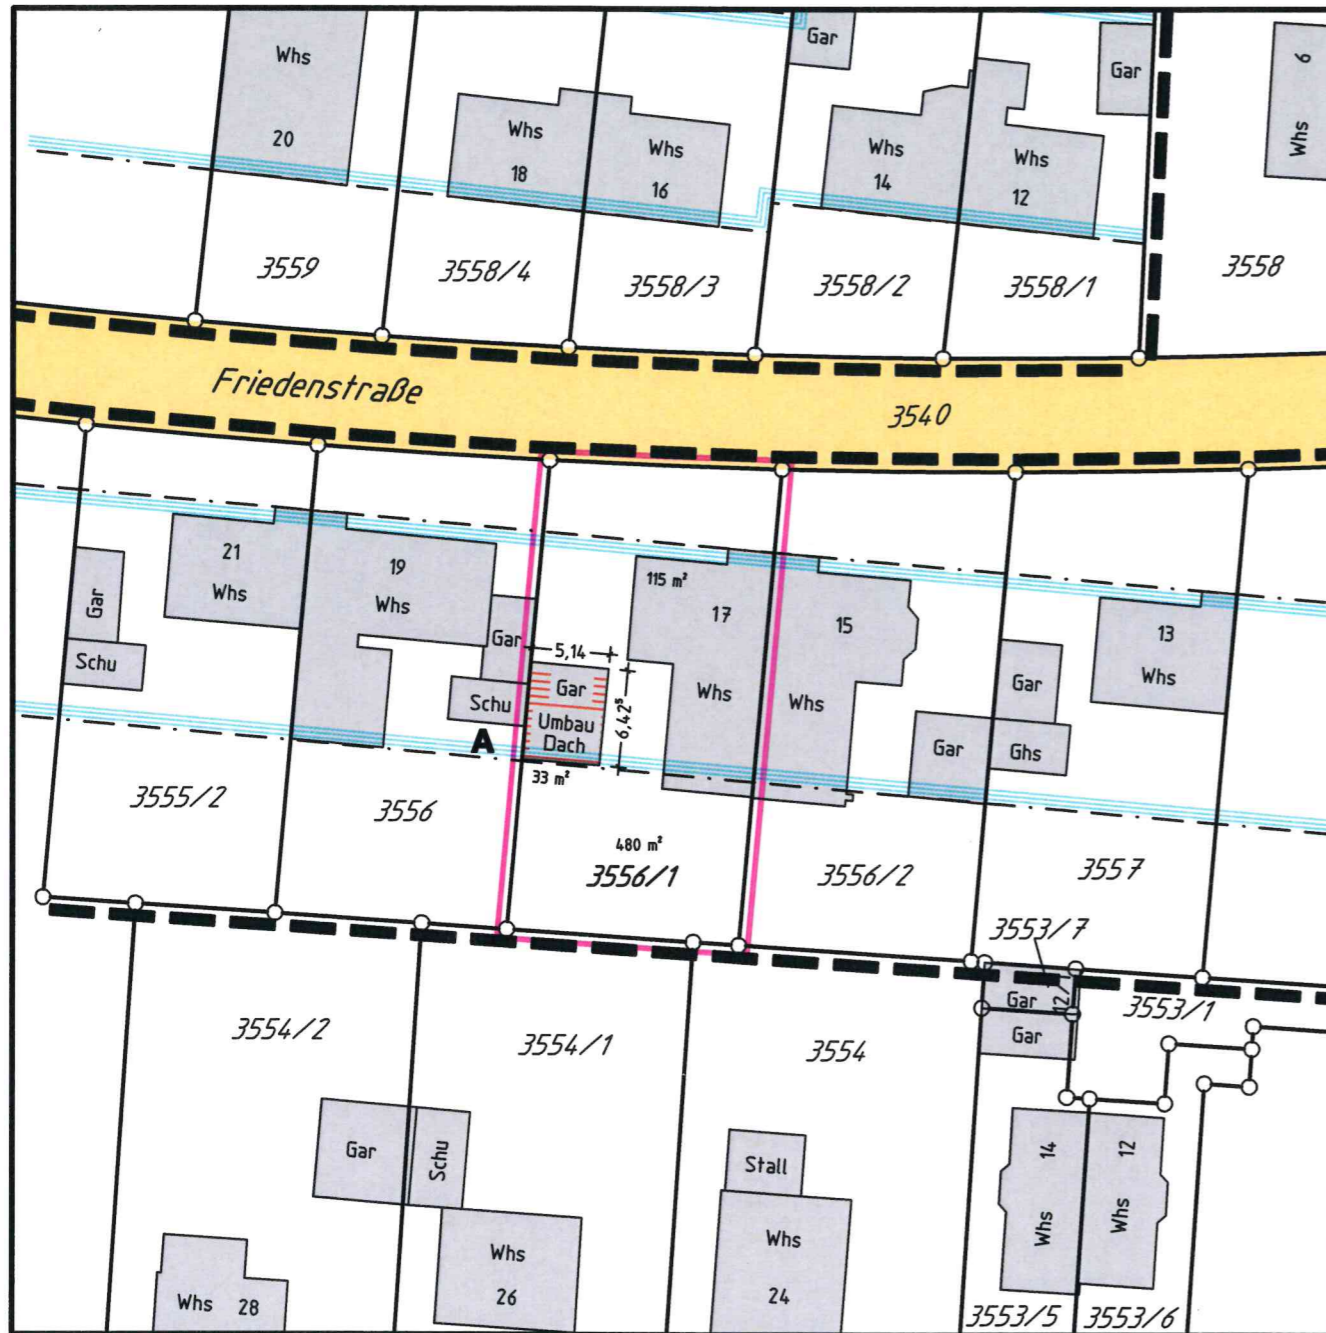 Whs
20
Whs
18
Whs
16
Gar
Whs
14
Whs
12
Gar
Whs 6
3559
3558/4
3558/3
3558/2
3558/1
3558
Friedenstraße
3540
21
Whs
19
Whs
Gar
Schu
Gar
Schu
A
5,14
6,42⁵
Gar
Umbau
Dach
33 m²
115 m²
17
Whs
15
Whs
Gar
Gar
Ghs
13
Whs
3555/2
3556
480 m²
3556/1
3556/2
3557
3553/7
3554/2
3554/1
3554
Gar
12/1
Gar
3553/1
Gar
Schu
Stall
Whs
26
Whs
24
Whs 28
Whs 14
Whs 12
3553/5
3553/6